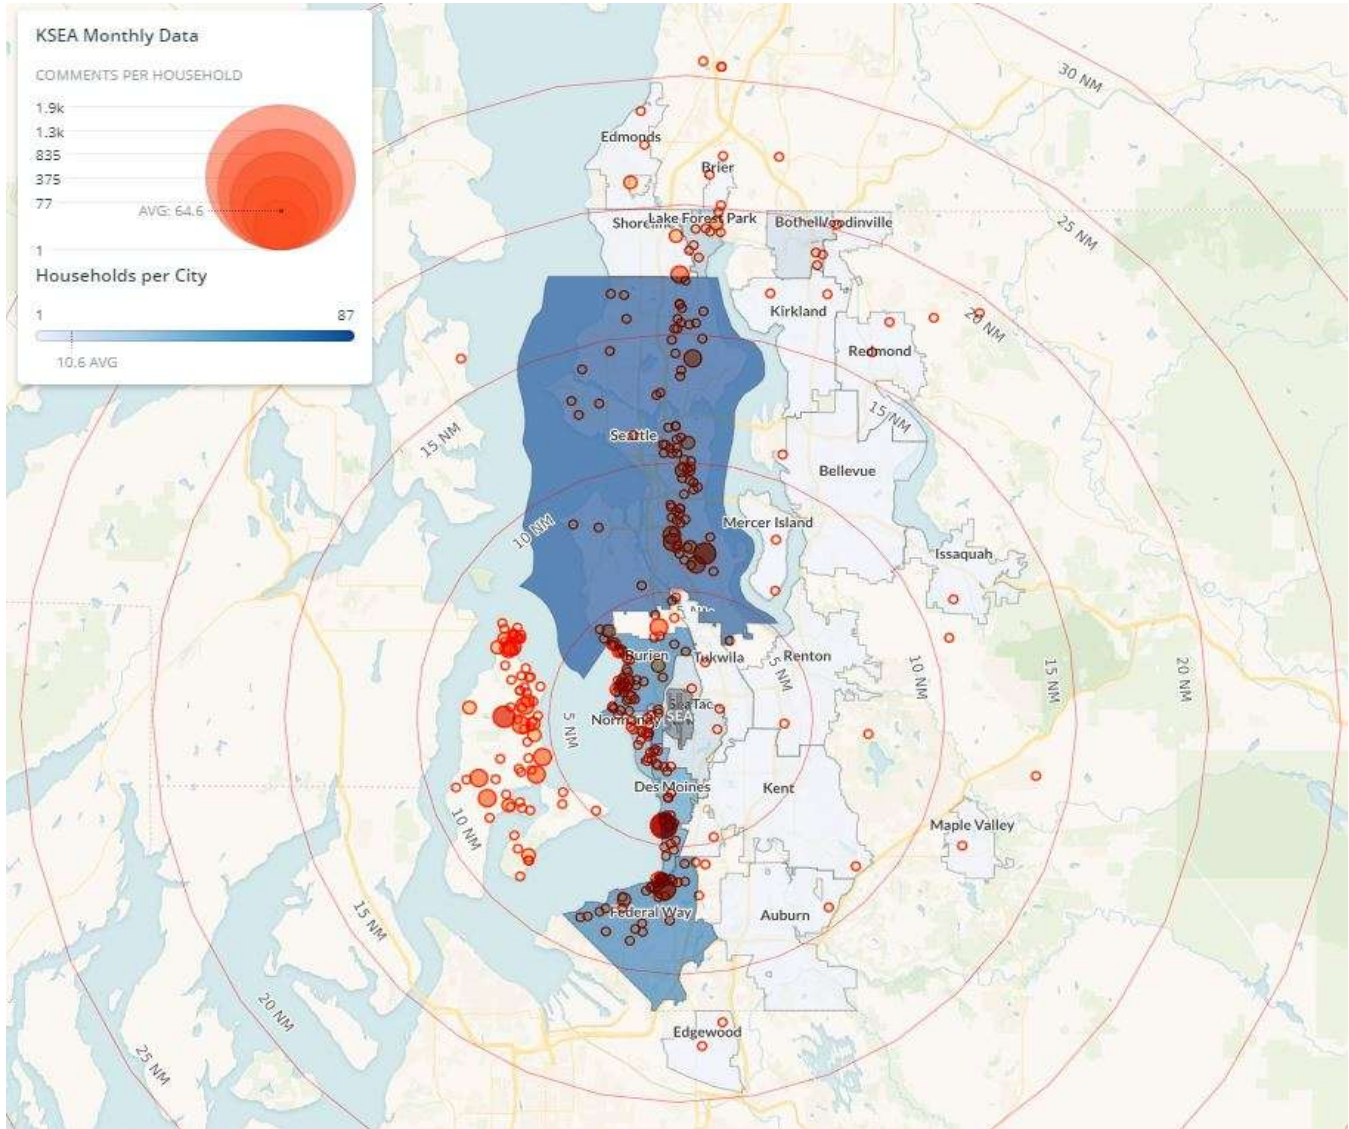 KSEA Monthly Data
COMMENTS PER HOUSEHOLD
1.9k
1.3k
835
375
77
AVG: 64.6
1
Households per City
1
87
10.6 AVG
30 NM
Edmonds
Brier
Lake Forest Park
Shoreline
Bothell
Woodinville
25 NM
Kirkland
20 NM
Redmond
15 NM
15 NM
Seattle
Bellevue
Mercer Island
10 NM
Issaquah
5 NM
Burien
Tukwila
Renton
5 NM
10 NM
15 NM
20 NM
SeaTac
SEA
Normandy
5 NM
Des Moines
Kent
10 NM
Maple Valley
15 NM
Federal Way
Auburn
20 NM
Edgewood
25 NM